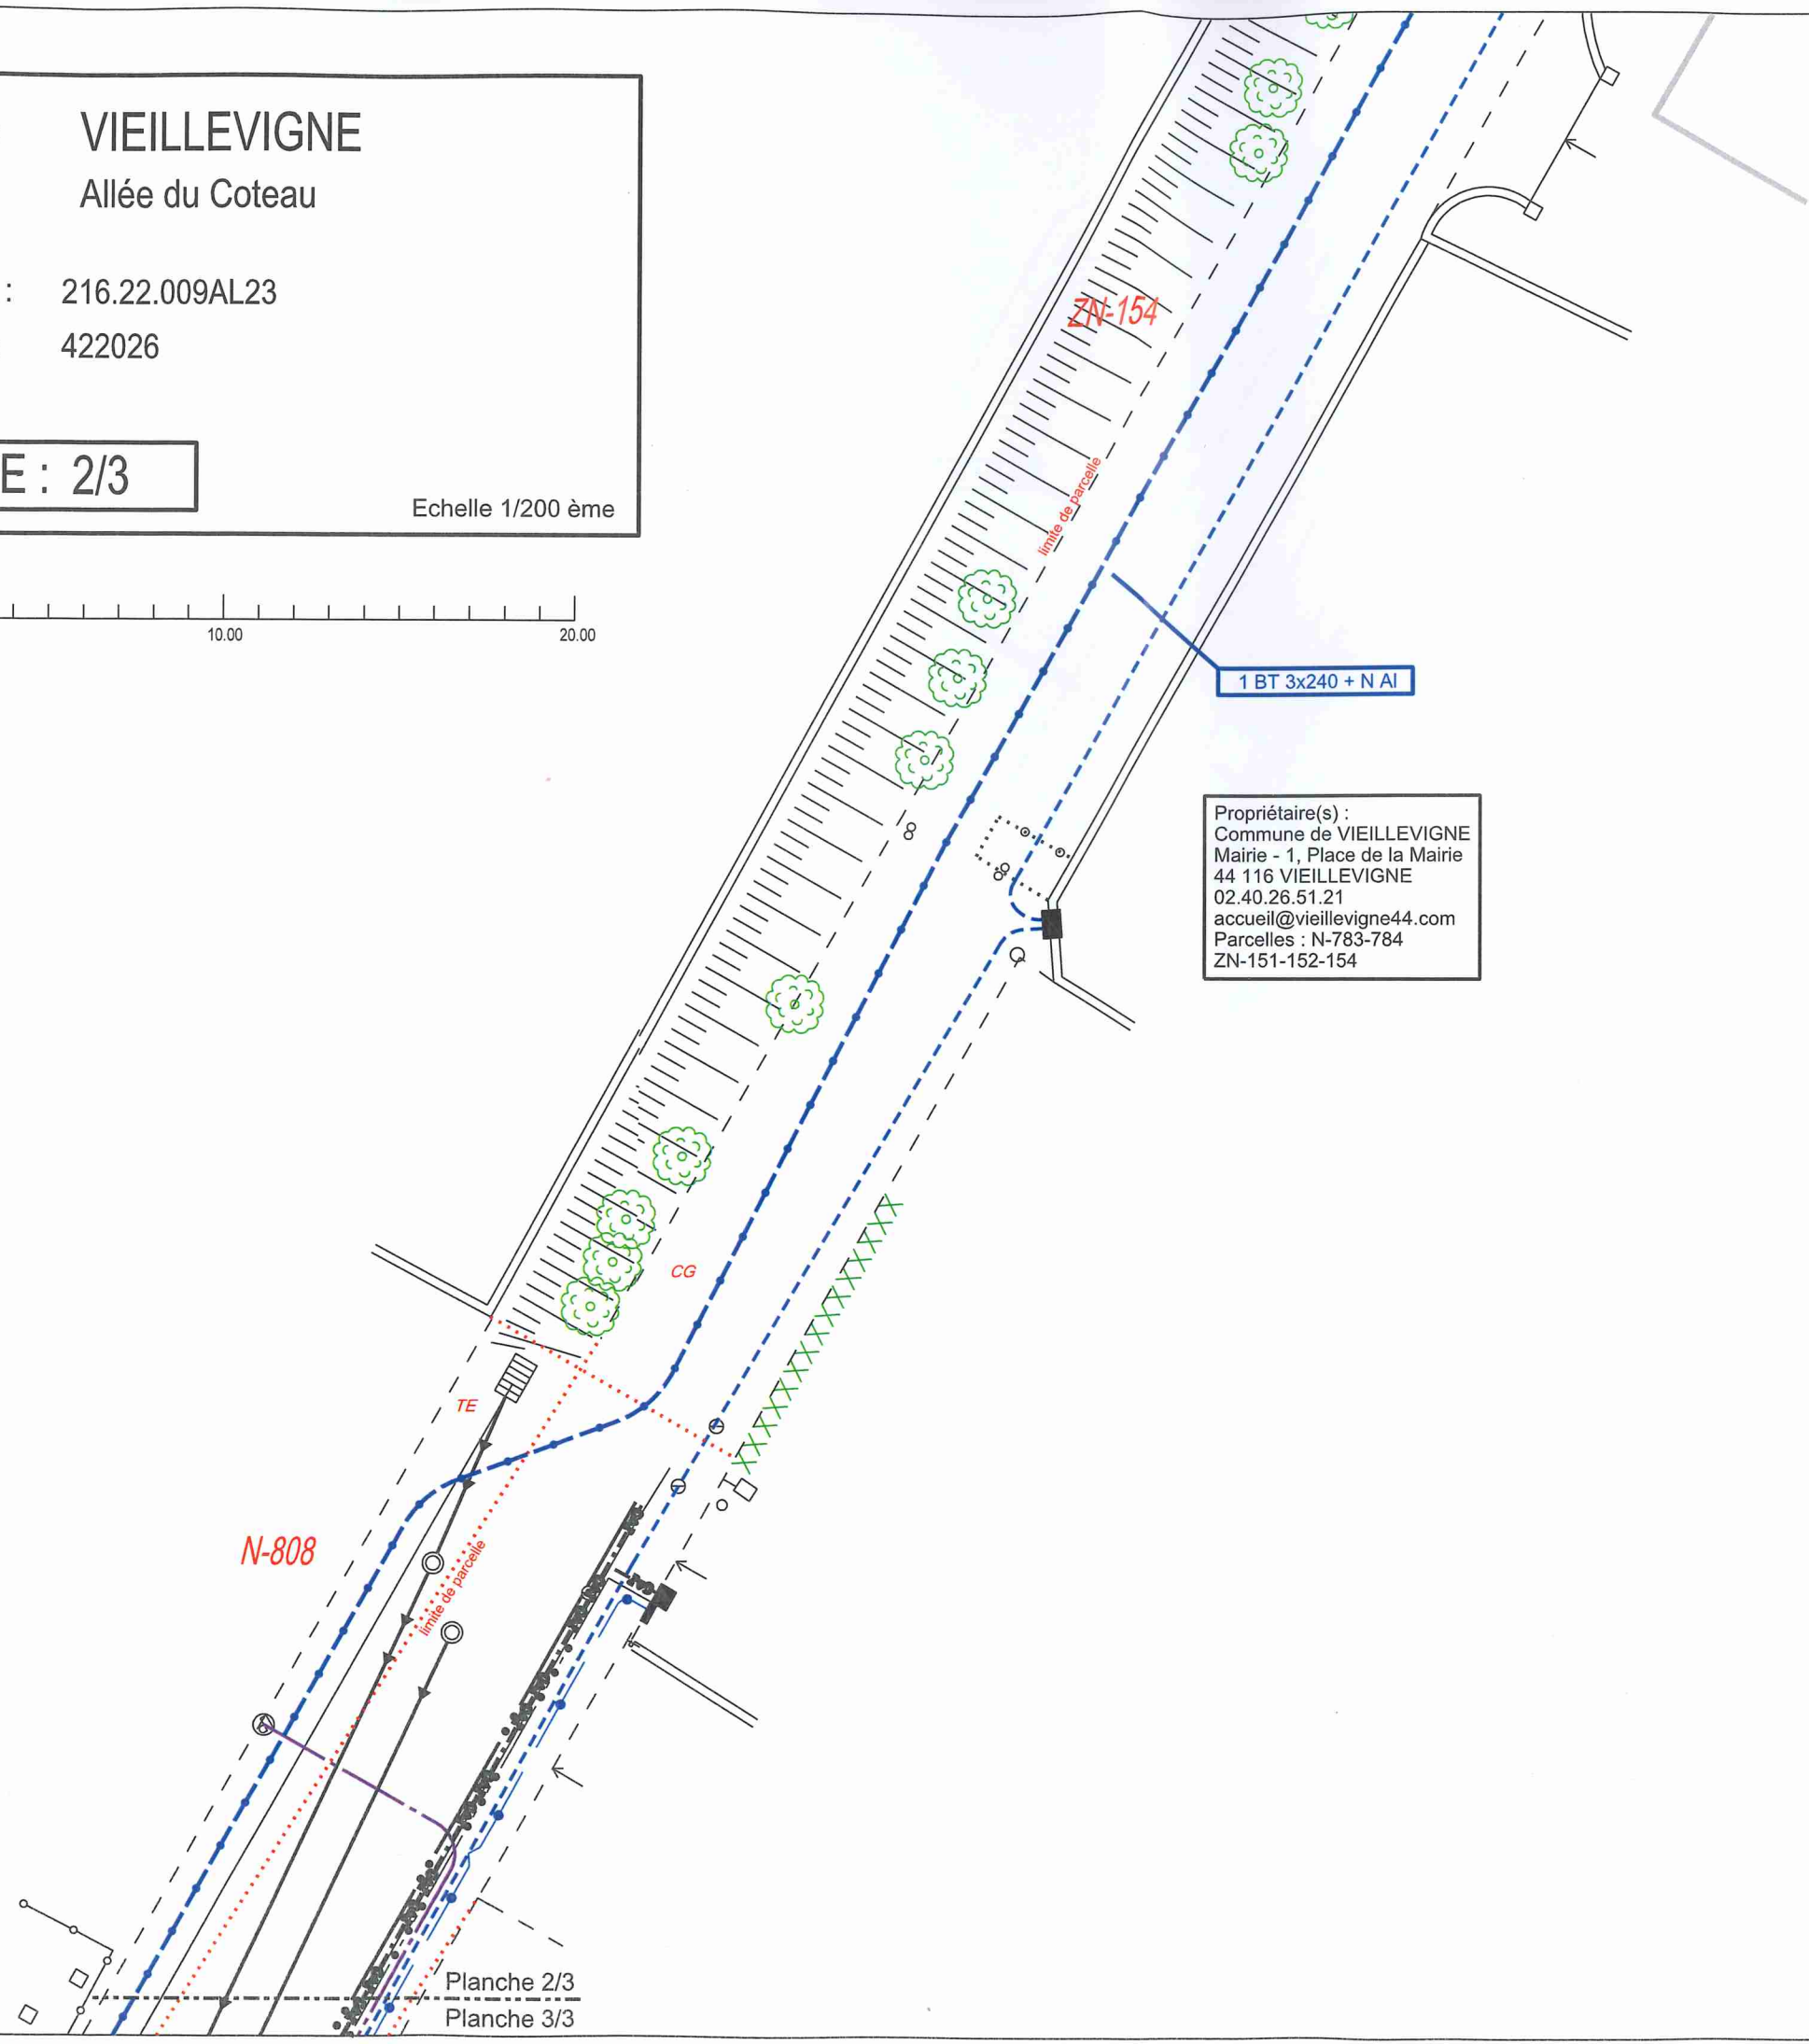 VIEILLEVIGNE
Allée du Coteau
: 216.22.009AL23
422026
E : 2/3
Echelle 1/200 ème
10.00
20.00
ZN-154
limite de parcelle
1 BT 3x240 + N Al
Propriétaire(s) :
Commune de VIEILLEVIGNE
Mairie - 1, Place de la Mairie
44 116 VIEILLEVIGNE
02.40.26.51.21
accueil@vieillevigne44.com
Parcelles : N-783-784
ZN-151-152-154
CG
TE
N-808
limite de parcelle
Planche 2/3
Planche 3/3